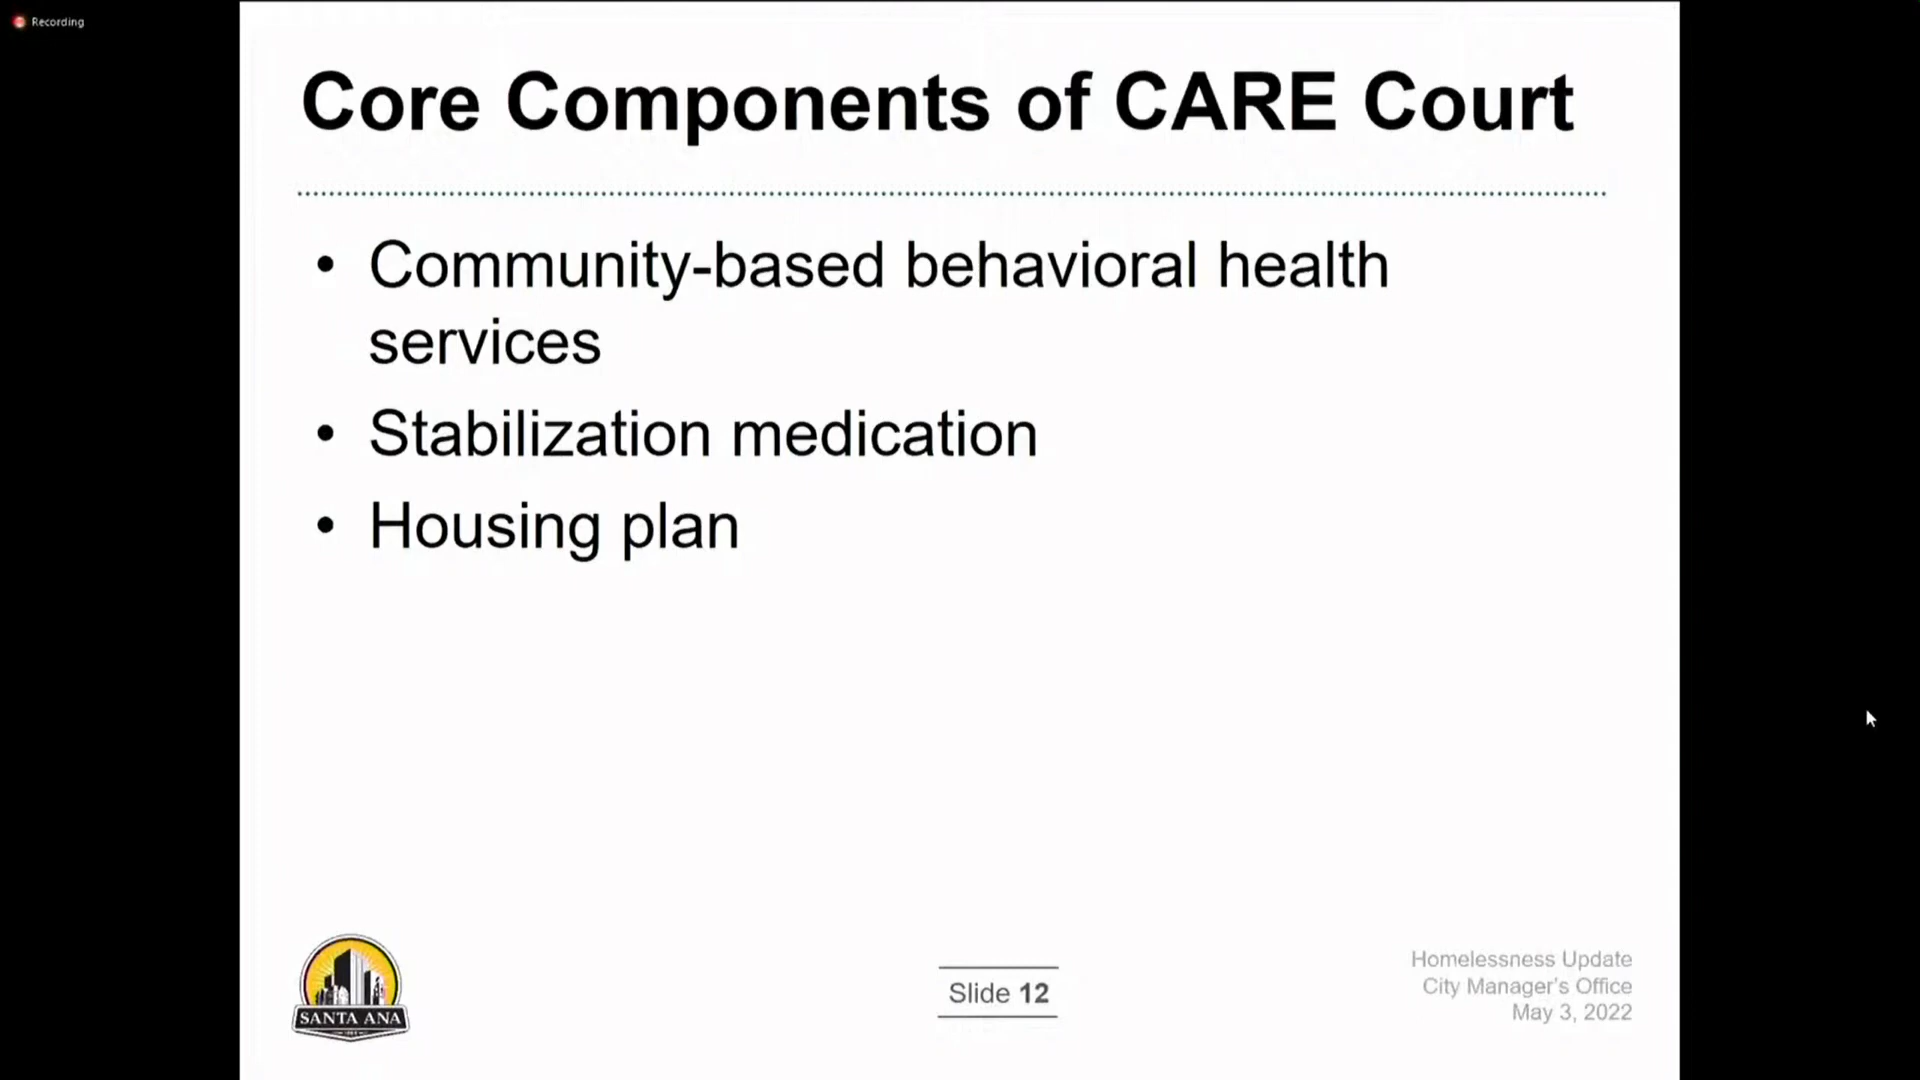 Recording
Core Components of CARE Court
• Community-based behavioral health
services
• Stabilization medication
• Housing plan
SANTA ANA
Slide 12
Homelessness Update
City Manager's Office
May 3, 2022